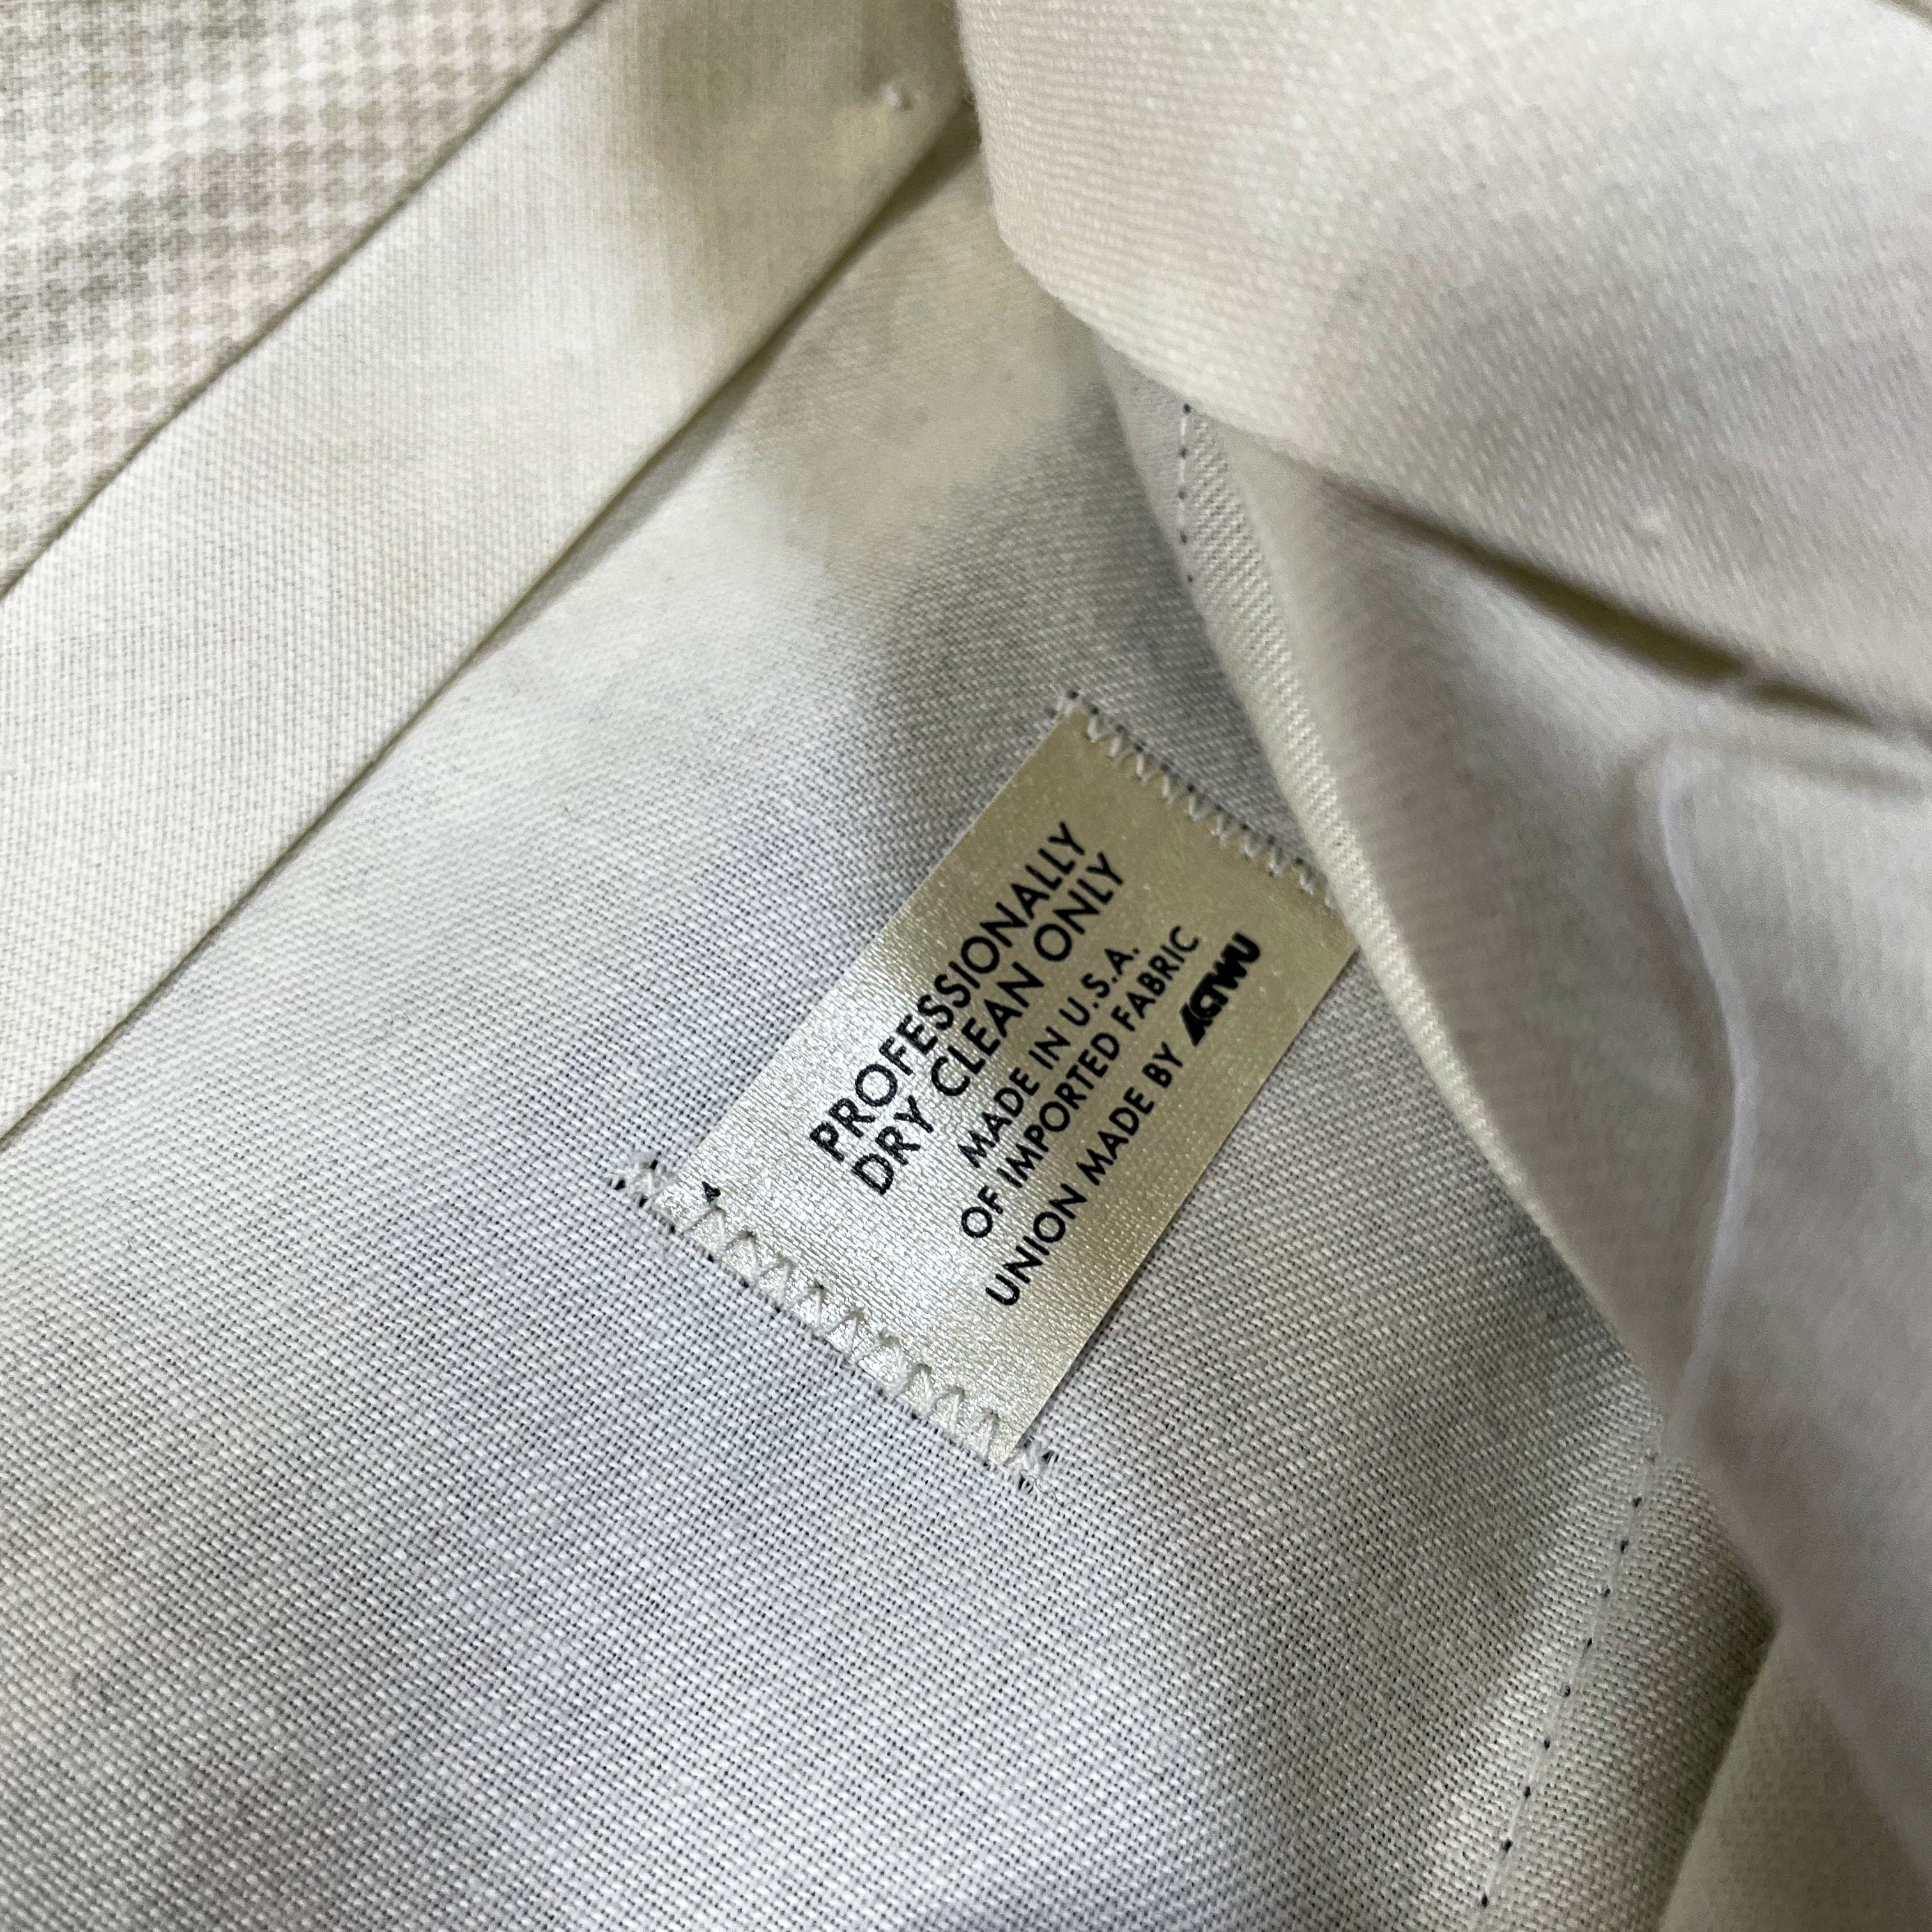 PROFESSIONALLY
DRY CLEAN ONLY
MADE IN U.S.A.
OF IMPORTED FABRIC
UNION MADE BY ACTWU